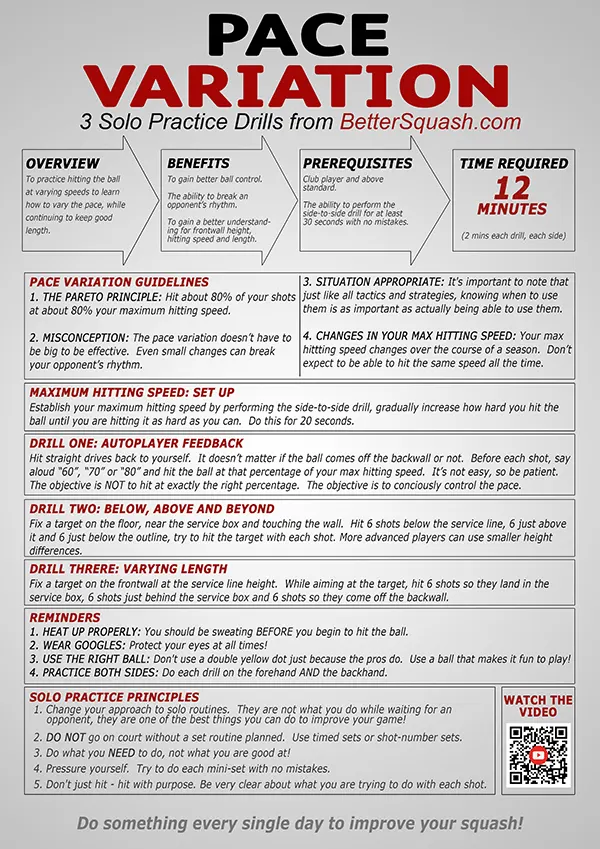 PACE
VARIATION
3 Solo Practice Drills from BetterSquash.com
OVERVIEW
To practice hitting the ball
at varying speeds to learn
how to vary the pace, while
continuing to keep good
length.
BENEFITS
To gain better ball control.
The ability to break an
opponent's rhythm.
To gain a better understand-
ing for frontwall height,
hitting speed and length.
PREREQUISITES
Club player and above
standard.
The ability to perform the
side-to-side drill for at least
30 seconds with no mistakes.
TIME REQUIRED
12
MINUTES
(2 mins each drill, each side)
PACE VARIATION GUIDELINES
1. THE PARETO PRINCIPLE: Hit about 80% of your shots
at about 80% your maximum hitting speed.
2. MISCONCEPTION: The pace variation doesn't have to
be big to be effective. Even small changes can break
your opponent's rhythm.
3. SITUATION APPROPRIATE: It's important to note that
just like all tactics and strategies, knowing when to use
them is as important as actually being able to use them.
4. CHANGES IN YOUR MAX HITTING SPEED: Your max
hittting speed changes over the course of a season. Don't
expect to be able to hit the same speed all the time.
MAXIMUM HITTING SPEED: SET UP
Establish your maximum hitting speed by performing the side-to-side drill, gradually increase how hard you hit the
ball until you are hitting it as hard as you can. Do this for 20 seconds.
DRILL ONE: AUTOPLAYER FEEDBACK
Hit straight drives back to yourself. It doesn't matter if the ball comes off the backwall or not. Before each shot, say
aloud "60", "70" or "80" and hit the ball at that percentage of your max hitting speed. It's not easy, so be patient.
The objective is NOT to hit at exactly the right percentage. The objective is to conciously control the pace.
DRILL TWO: BELOW, ABOVE AND BEYOND
Fix a target on the floor, near the service box and touching the wall. Hit 6 shots below the service line, 6 just above
it and 6 just below the outline, try to hit the target with each shot. More advanced players can use smaller height
differences.
DRILL THRERE: VARYING LENGTH
Fix a target on the frontwall at the service line height. While aiming at the target, hit 6 shots so they land in the
service box, 6 shots just behind the service box and 6 shots so they come off the backwall.
REMINDERS
1. HEAT UP PROPERLY: You should be sweating BEFORE you begin to hit the ball.
2. WEAR GOOGLES: Protect your eyes at all times!
3. USE THE RIGHT BALL: Don't use a double yellow dot just because the pros do. Use a ball that makes it fun to play!
4. PRACTICE BOTH SIDES: Do each drill on the forehand AND the backhand.
SOLO PRACTICE PRINCIPLES
1. Change your approach to solo routines. They are not what you do while waiting for an
opponent, they are one of the best things you can do to improve your game!
2. DO NOT go on court without a set routine planned. Use timed sets or shot-number sets.
3. Do what you NEED to do, not what you are good at!
4. Pressure yourself. Try to do each mini-set with no mistakes.
5. Don't just hit - hit with purpose. Be very clear about what you are trying to do with each shot.
WATCH THE
VIDEO
Do something every single day to improve your squash!